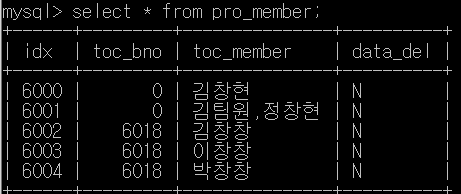 mysql> select * from pro_member;
+------+---------+---------------+----------+
| idx | toc_bno | toc_member | data_del |
+------+---------+---------------+----------+
| 6000 | 0 | 김창현 | N |
| 6001 | 0 | 김팀원,정창현 | N |
| 6002 | 6018 | 김창창 | N |
| 6003 | 6018 | 이창창 | N |
| 6004 | 6018 | 박창창 | N |